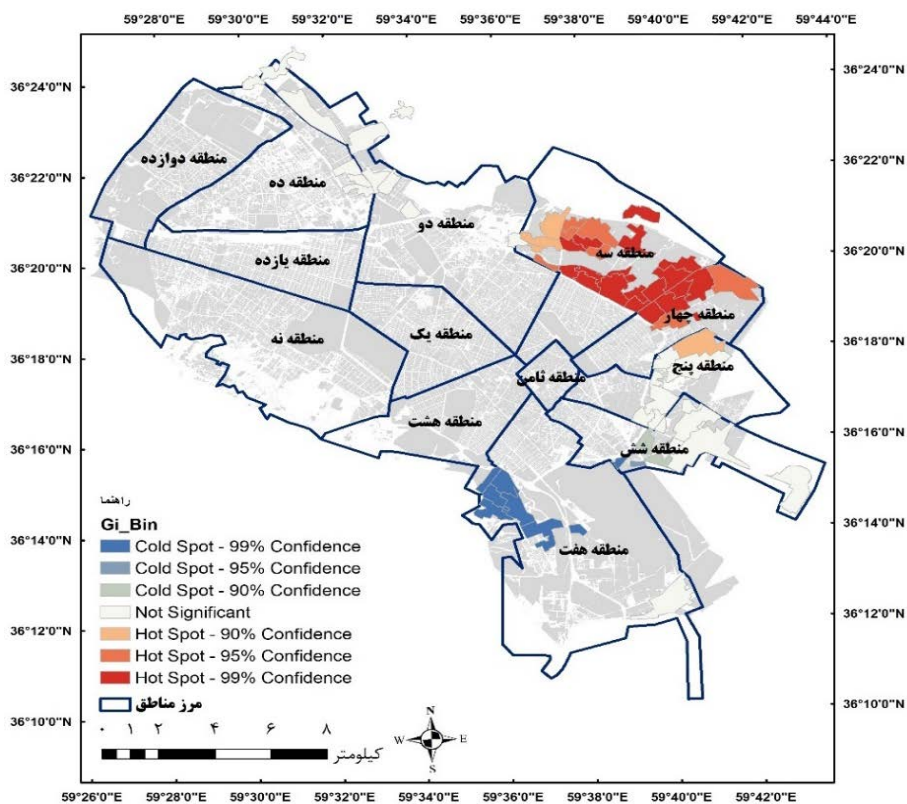 59°28'0"E 59°30'0"E 59°32'0"E 59°34'0"E 59°36'0"E 59°38'0"E 59°40'0"E 59°42'0"E 59°44'0"E
36°24'0"N 36°24'0"N
منطقه دوازده
منطقه ده
36°22'0"N 36°22'0"N
منطقه دو
منطقه سه
36°20'0"N 36°20'0"N
منطقه یازده
منطقه چهار
منطقه یک
منطقه نه
36°18'0"N 36°18'0"N
منطقه پنج
منطقه ثامن
منطقه هشت
منطقه شش
36°16'0"N 36°16'0"N
راهنما
Gi_Bin
Cold Spot - 99% Confidence
منطقه هفت
36°14'0"N 36°14'0"N
Cold Spot - 95% Confidence
Cold Spot - 90% Confidence
Not Significant
36°12'0"N 36°12'0"N
Hot Spot - 90% Confidence
Hot Spot - 95% Confidence
Hot Spot - 99% Confidence
مرز مناطق
36°10'0"N 36°10'0"N
۰ ۱ ۲ ۴ ۶ ۸
کیلومتر
N
W E
S
59°26'0"E 59°28'0"E 59°30'0"E 59°32'0"E 59°34'0"E 59°36'0"E 59°38'0"E 59°40'0"E 59°42'0"E